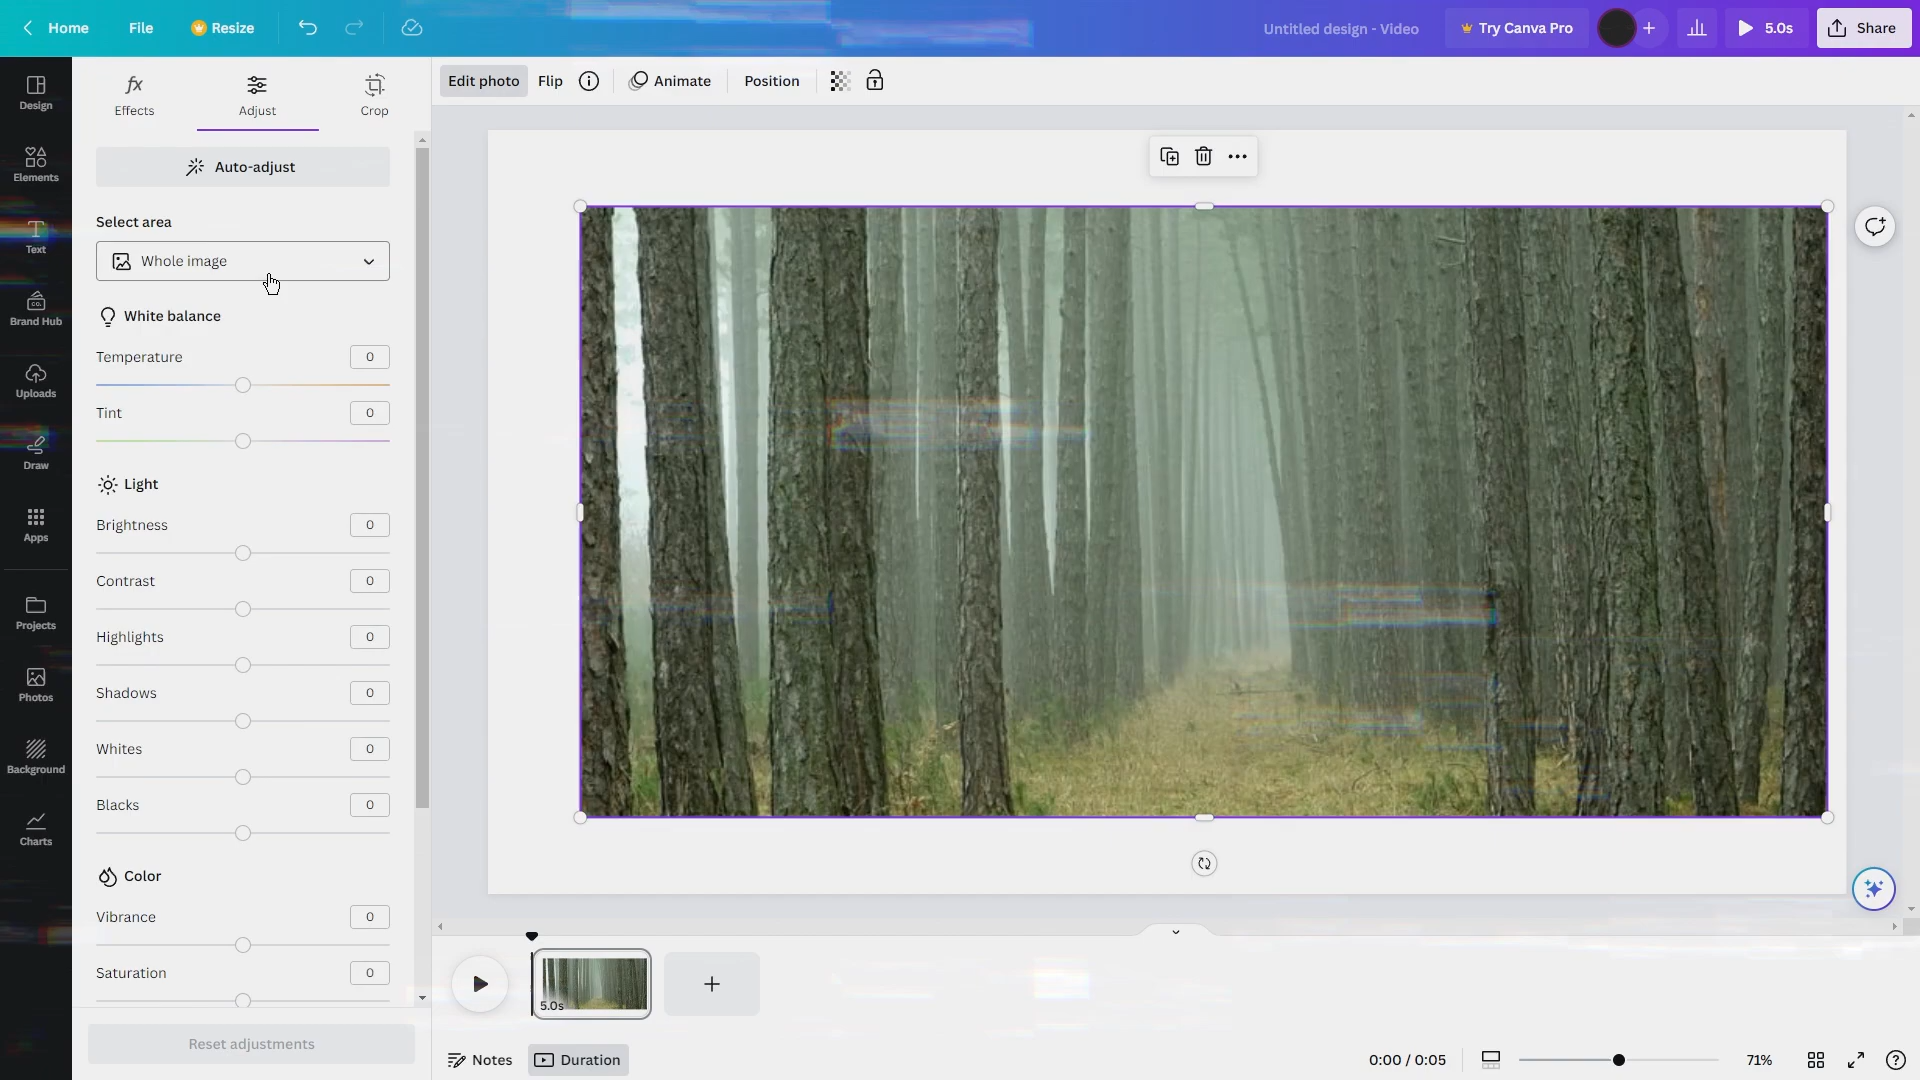 Home
File
Resize
Untitled design - Video
Try Canva Pro
5.0s
Share
Design
Elements
Text
Brand Hub
Uploads
Draw
Apps
Projects
Photos
Background
Charts
fx
Effects
Adjust
Crop
Auto-adjust
Select area
Whole image
White balance
Temperature 0
Tint 0
Light
Brightness 0
Contrast 0
Highlights 0
Shadows 0
Whites 0
Blacks 0
Color
Vibrance 0
Saturation 0
Reset adjustments
Edit photo
Flip
Animate
Position
5.0s
Notes
Duration
0:00 / 0:05
71%